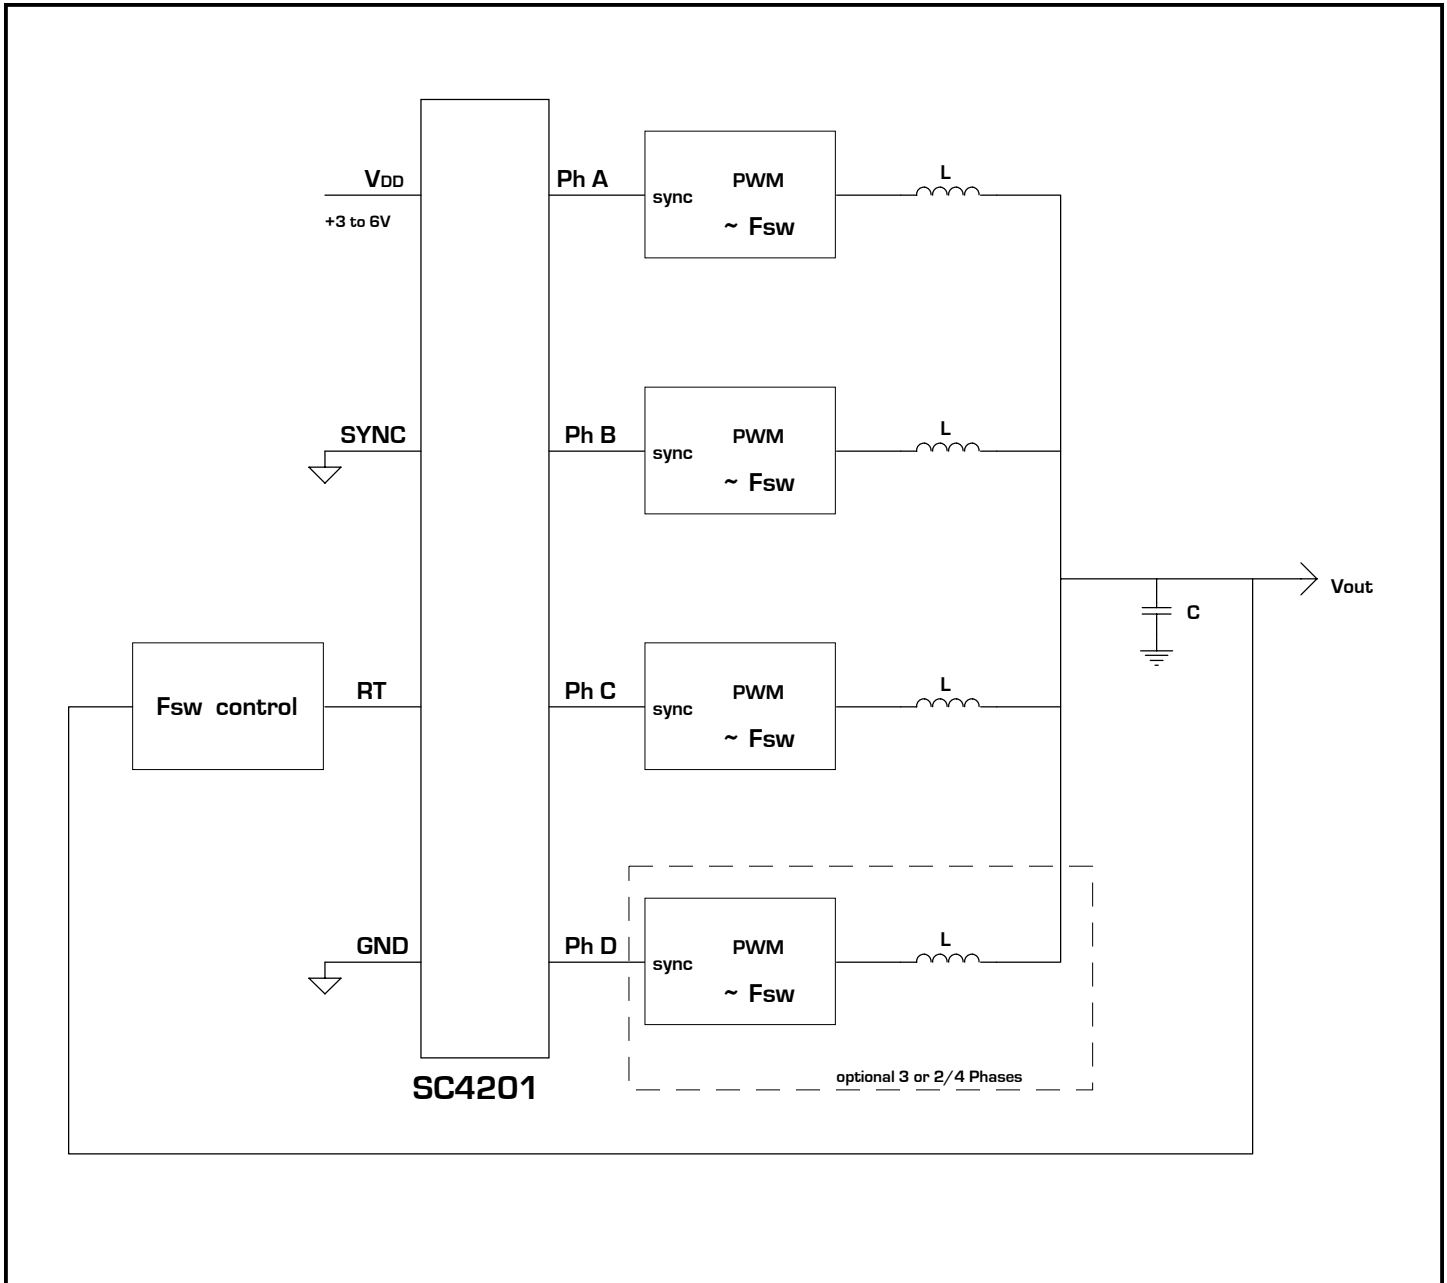 VDD
+3 to 6V
Ph A
sync
PWM
~ Fsw
L
SYNC
Ph B
sync
PWM
~ Fsw
L
Vout
C
Fsw control
RT
Ph C
sync
PWM
~ Fsw
L
GND
Ph D
sync
PWM
~ Fsw
L
optional 3 or 2/4 Phases
SC4201